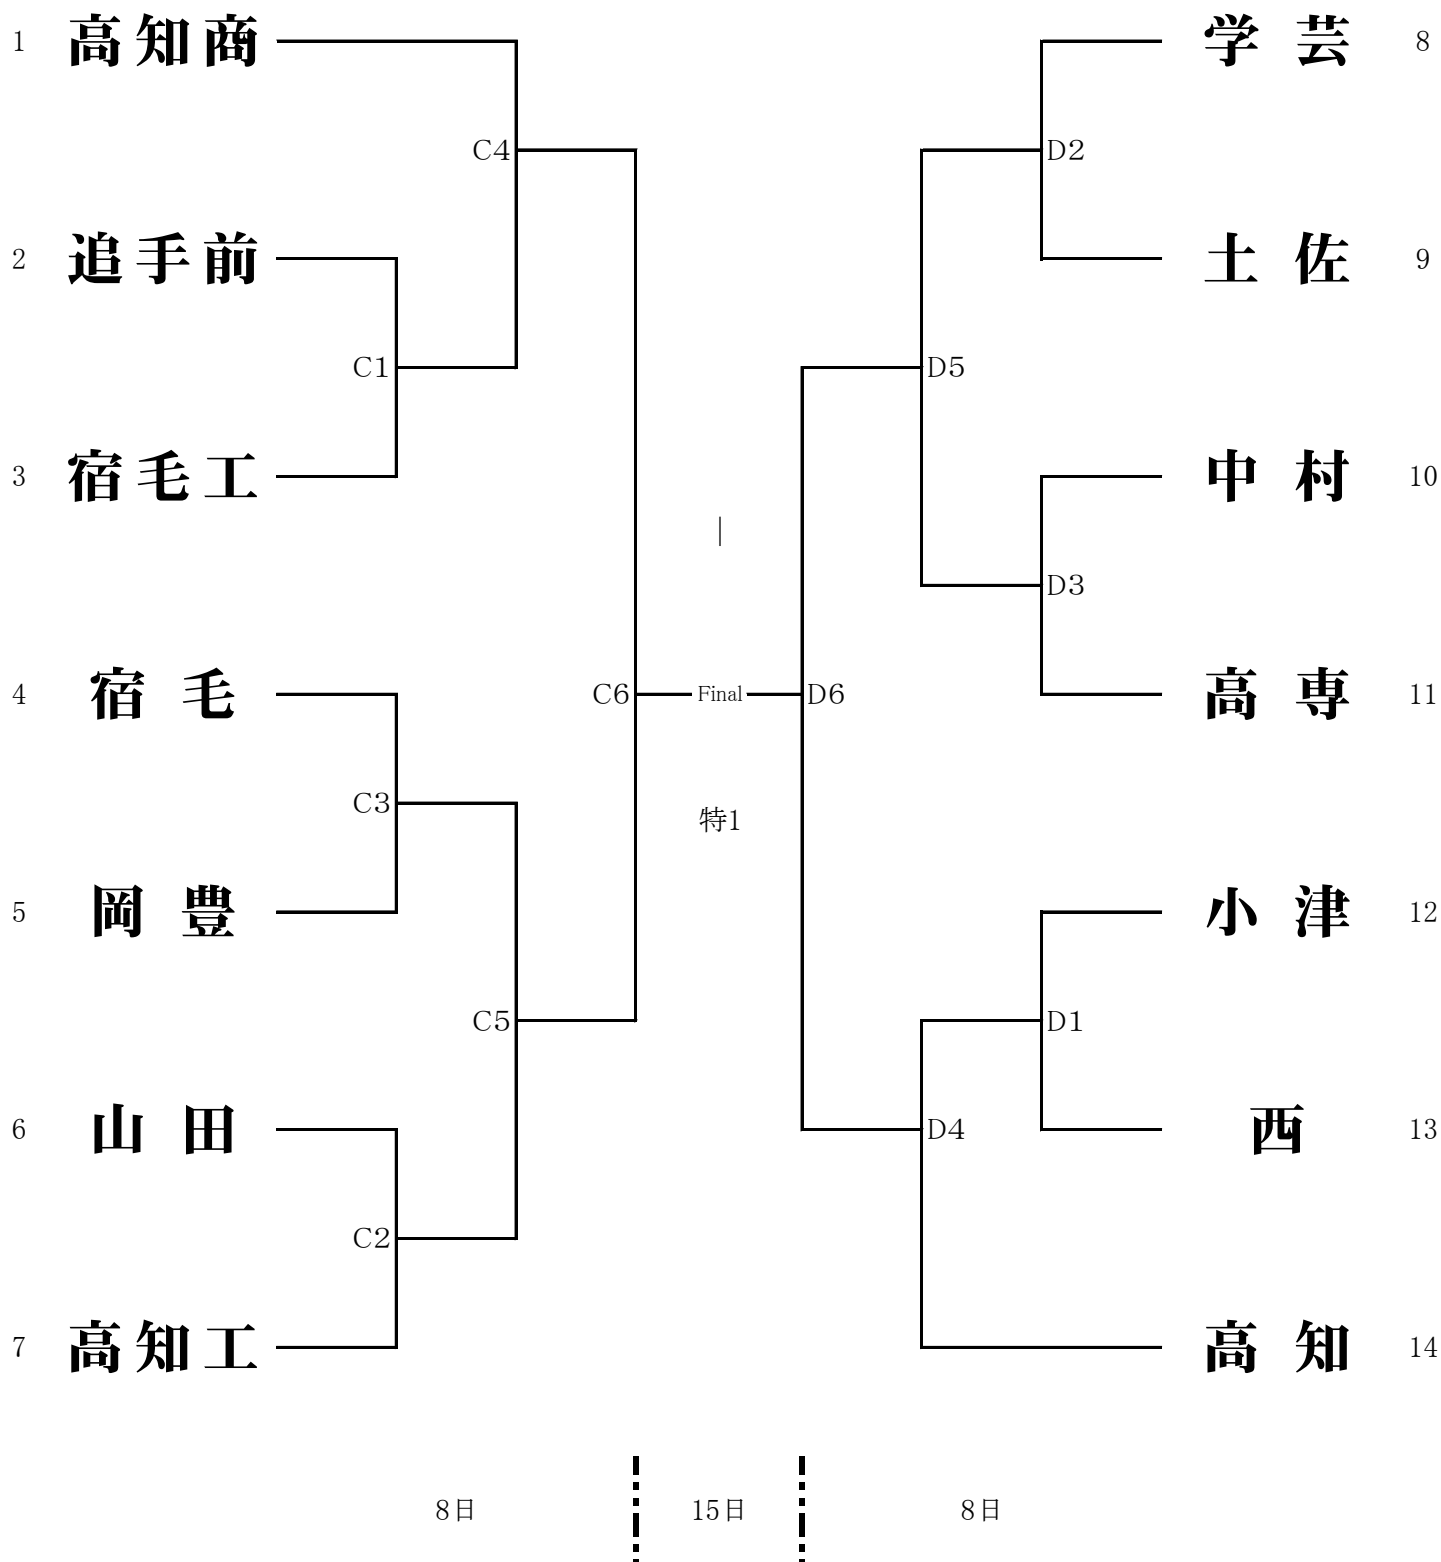 1 高知商
学芸 8
C4
D2
2 追手前
土佐 9
C1
D5
3 宿毛工
中村 10
|
D3
4 宿毛
C6
Final
D6
高専 11
C3
特1
5 岡豊
小津 12
C5
D1
6 山田
D4
西 13
C2
7 高知工
高知 14
8日
15日
8日